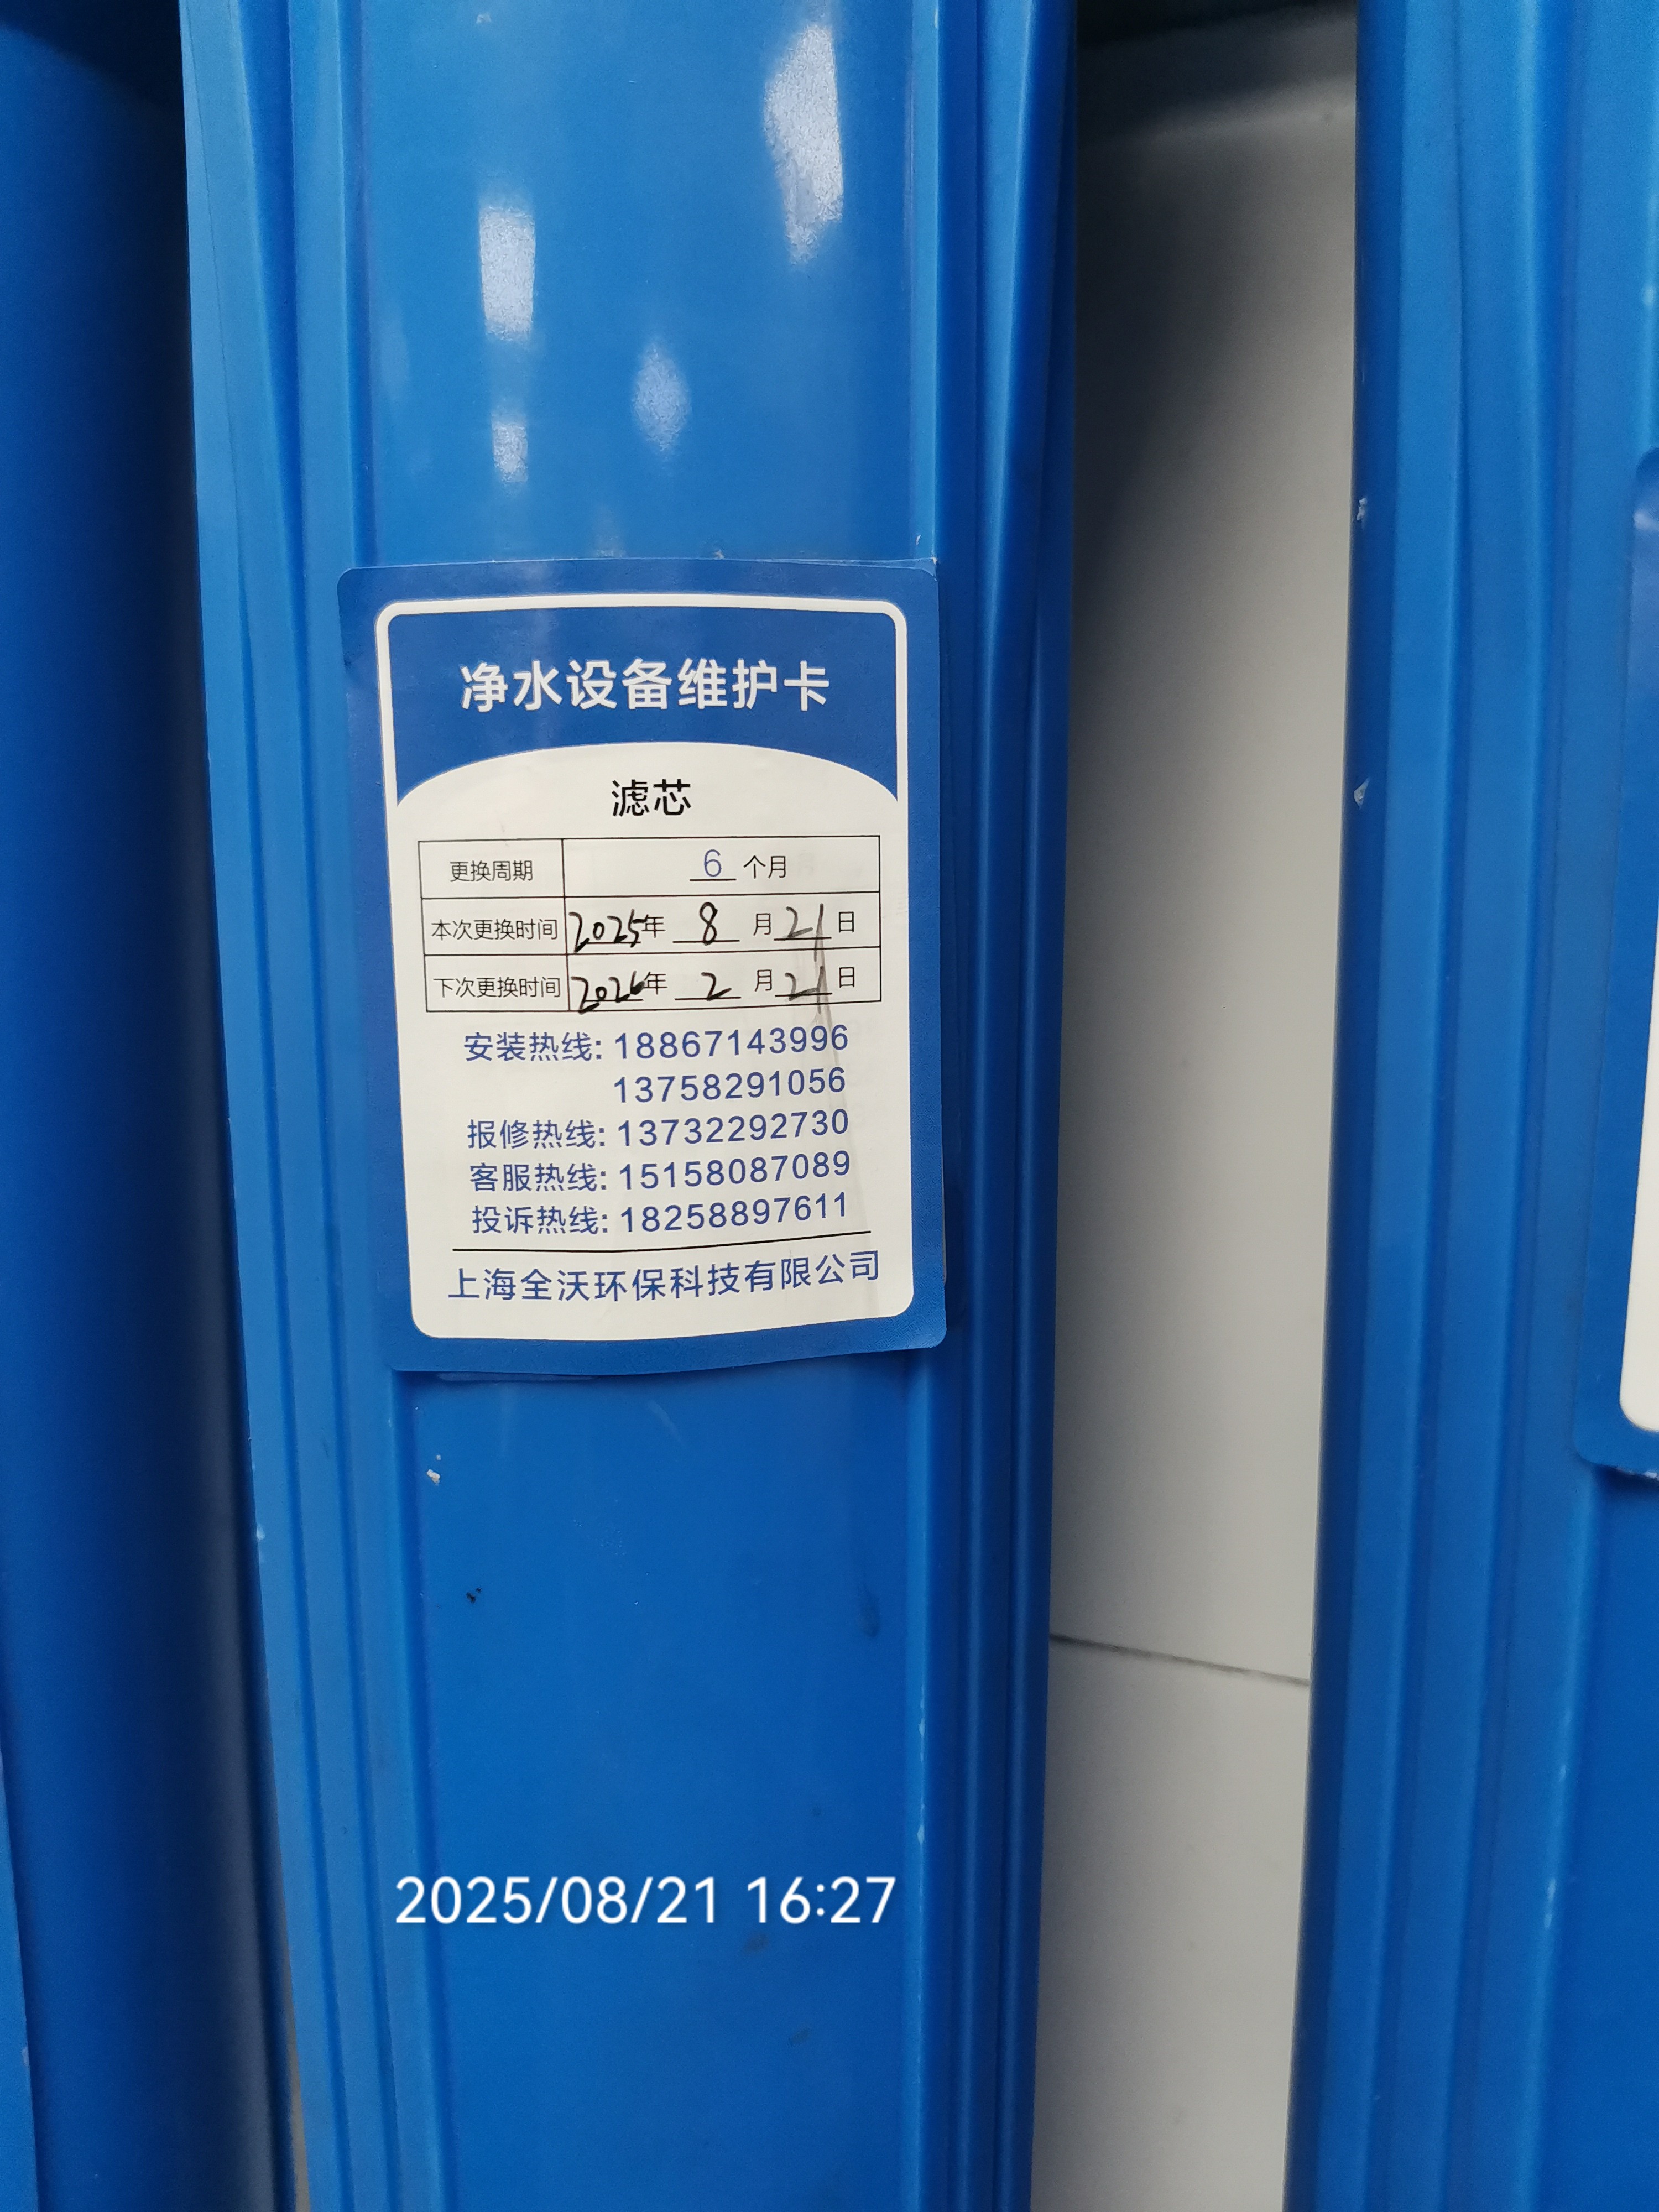 净水设备维护卡
滤芯
更换周期 6 个月
本次更换时间 2025年 8 月 21 日
下次更换时间 2026年 2 月 21 日
安装热线: 18867143996
13758291056
报修热线: 13732292730
客服热线: 15158087089
投诉热线: 18258897611
上海全沃环保科技有限公司
2025/08/21 16:27